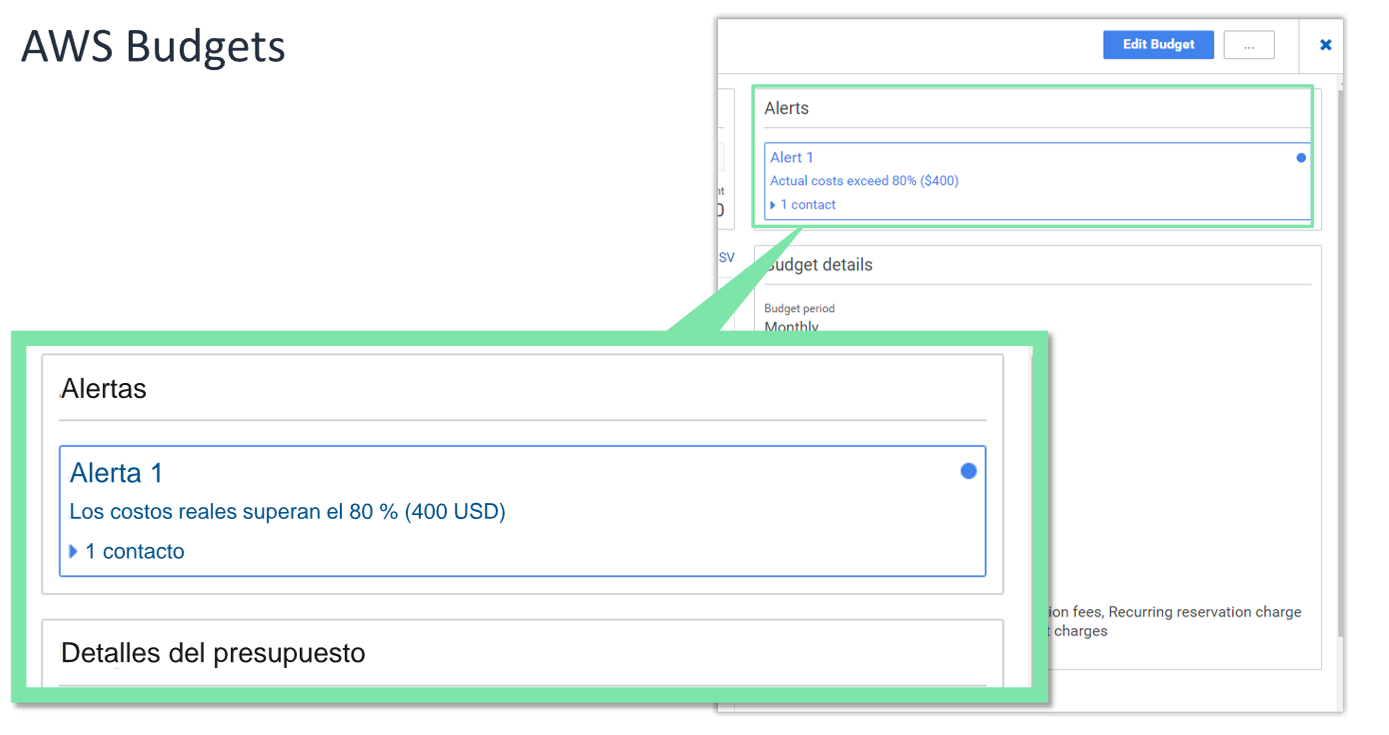 AWS Budgets
Edit Budget
...
Alerts
Alert 1
Actual costs exceed 80% ($400)
1 contact
SV
Budget details
Budget period
Monthly
Alertas
Alerta 1
Los costos reales superan el 80 % (400 USD)
1 contacto
Detalles del presupuesto
ion fees, Recurring reservation charge
t charges